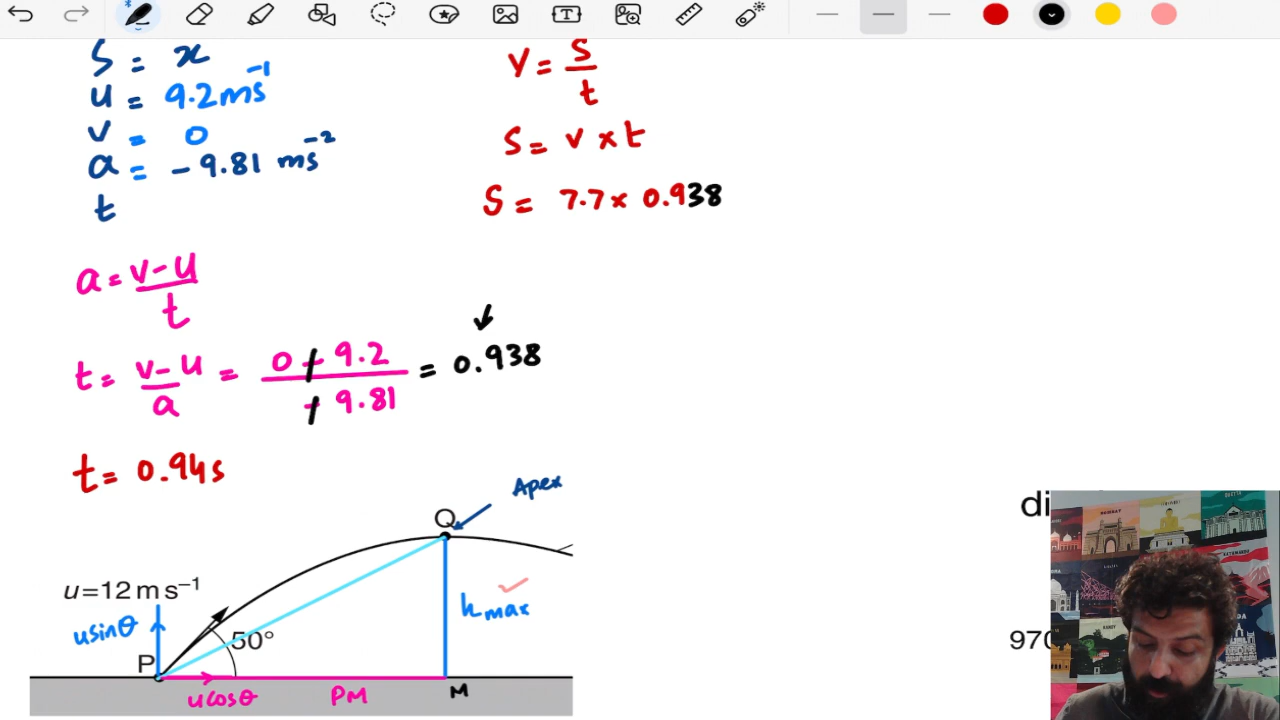 S = x
u = 9.2ms⁻¹
v = 0
a = - 9.81 ms⁻²
t
V = S/t
S = v × t
S = 7.7 × 0.938
a = v-u/t
t = v-u/a = 0 - 9.2/- 9.81 = 0.938
t = 0.94s
Apex
Q
u=12 m s⁻¹
usinθ
50°
hmax
P
ucosθ
PM
M
di
970